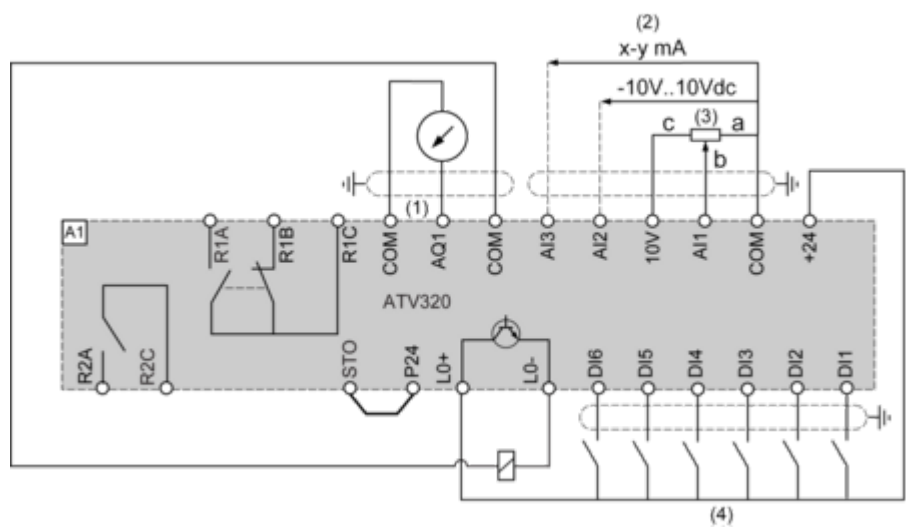 (2)
x-y mA
-10V..10Vdc
c (3) a
b
(1)
A1
R1A
R1B
R1C
COM
AQ1
COM
AI3
AI2
10V
AI1
COM
+24
ATV320
R2A
R2C
STO
P24
L0+
L0-
DI6
DI5
DI4
DI3
DI2
DI1
(4)